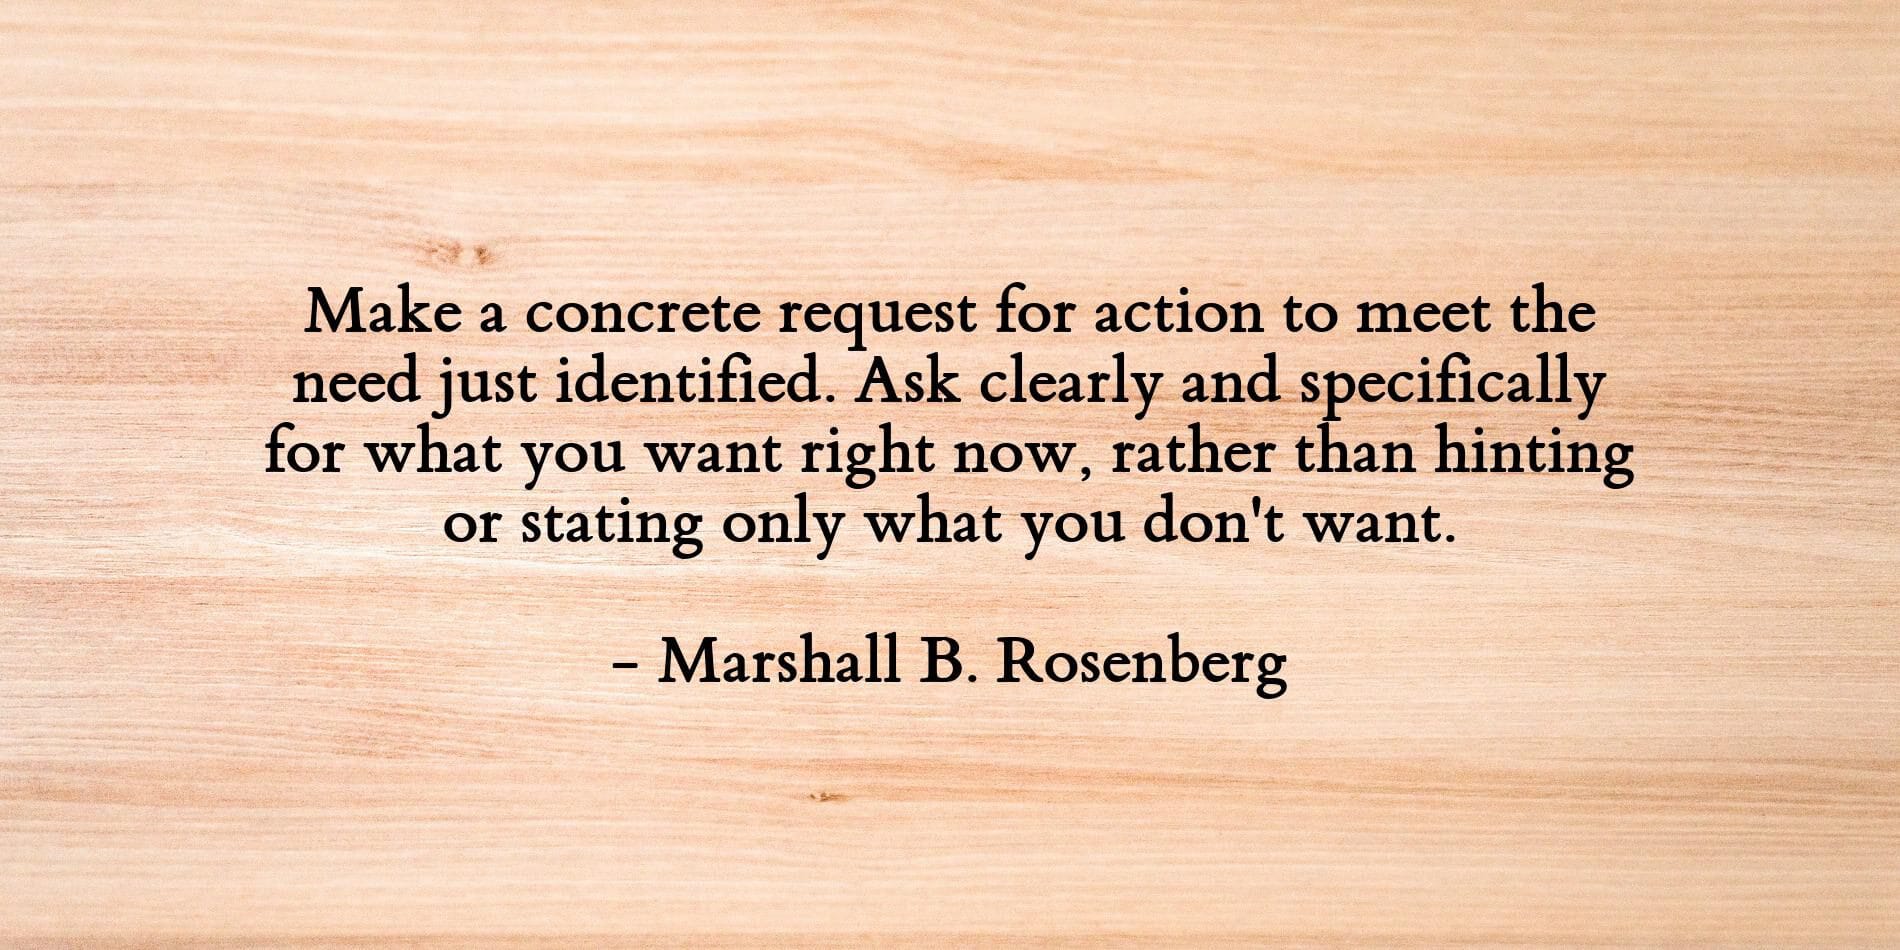 Make a concrete request for action to meet the
need just identified. Ask clearly and specifically
for what you want right now, rather than hinting
or stating only what you don't want.
- Marshall B. Rosenberg